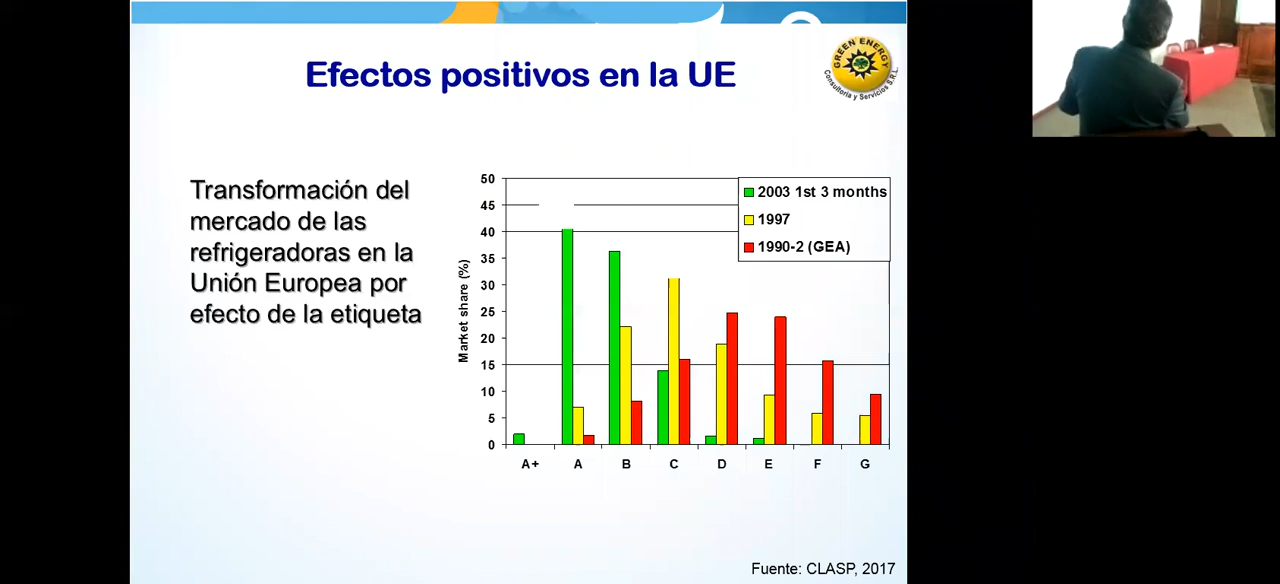 Efectos positivos en la UE
GREEN ENERGY
Consultoría y Servicios S.R.L.
Transformación del
mercado de las
refrigeradoras en la
Unión Europea por
efecto de la etiqueta
50
45
40
35
30
25
20
15
10
5
0
Market share (%)
2003 1st 3 months
1997
1990-2 (GEA)
A+ A B C D E F G
Fuente: CLASP, 2017